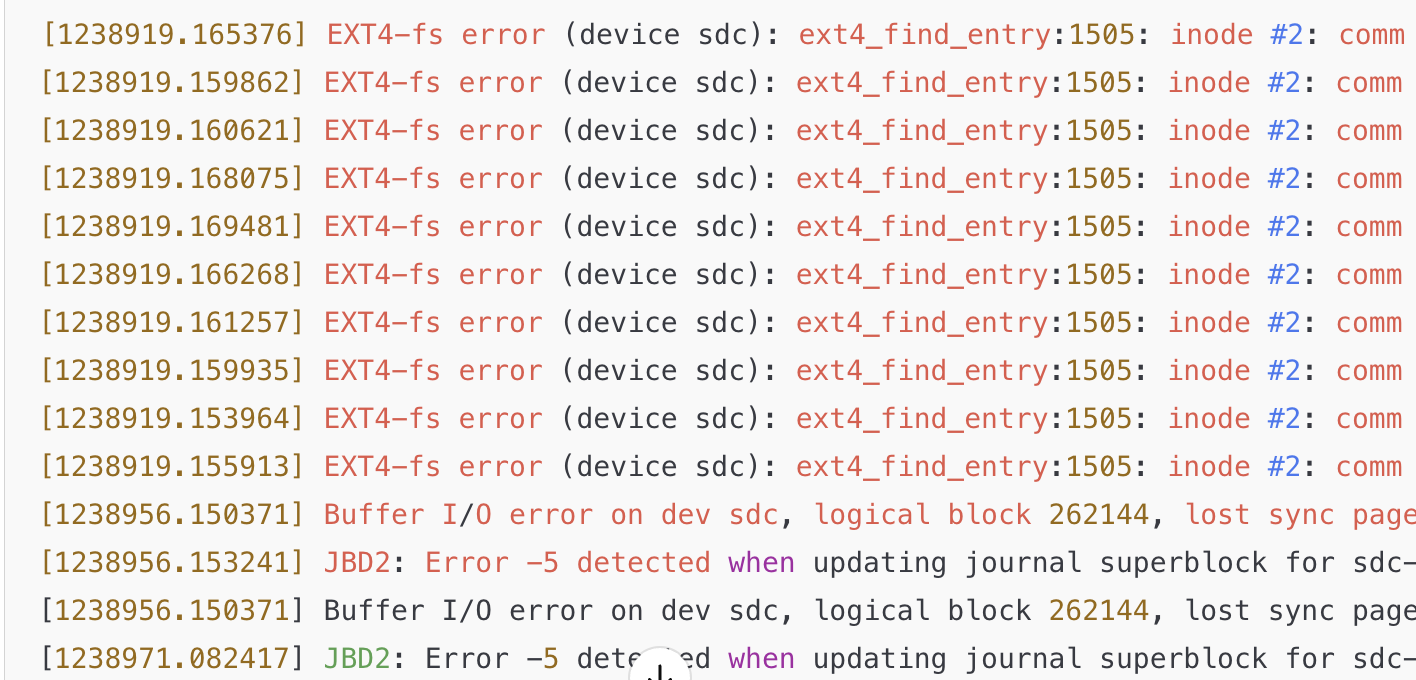 [1238919.165376] EXT4-fs error (device sdc): ext4_find_entry:1505: inode #2: comm
[1238919.159862] EXT4-fs error (device sdc): ext4_find_entry:1505: inode #2: comm
[1238919.160621] EXT4-fs error (device sdc): ext4_find_entry:1505: inode #2: comm
[1238919.168075] EXT4-fs error (device sdc): ext4_find_entry:1505: inode #2: comm
[1238919.169481] EXT4-fs error (device sdc): ext4_find_entry:1505: inode #2: comm
[1238919.166268] EXT4-fs error (device sdc): ext4_find_entry:1505: inode #2: comm
[1238919.161257] EXT4-fs error (device sdc): ext4_find_entry:1505: inode #2: comm
[1238919.159935] EXT4-fs error (device sdc): ext4_find_entry:1505: inode #2: comm
[1238919.153964] EXT4-fs error (device sdc): ext4_find_entry:1505: inode #2: comm
[1238919.155913] EXT4-fs error (device sdc): ext4_find_entry:1505: inode #2: comm
[1238956.150371] Buffer I/O error on dev sdc, logical block 262144, lost sync page
[1238956.153241] JBD2: Error -5 detected when updating journal superblock for sdc-
[1238956.150371] Buffer I/O error on dev sdc, logical block 262144, lost sync page
[1238971.082417] JBD2: Error -5 detected when updating journal superblock for sdc-